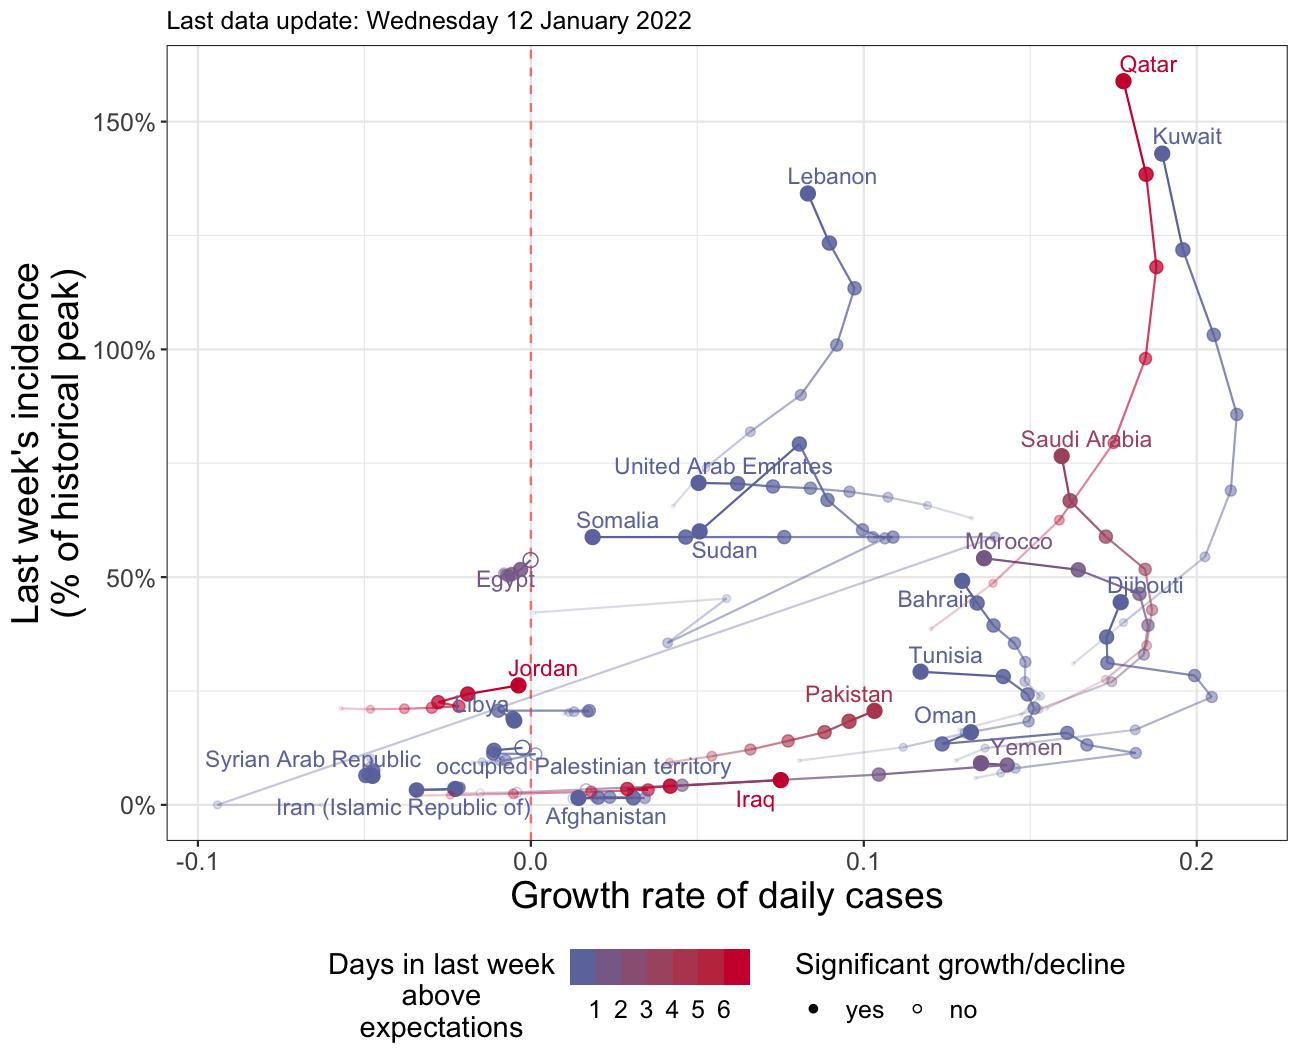 Last data update: Wednesday 12 January 2022
Last week's incidence
(% of historical peak)
150%
100%
50%
0%
Qatar
Kuwait
Lebanon
Saudi Arabia
United Arab Emirates
Somalia
Sudan
Morocco
Egypt
Djibouti
Bahrain
Tunisia
Jordan
Pakistan
Libya
Oman
Yemen
Syrian Arab Republic
occupied Palestinian territory
Iraq
Iran (Islamic Republic of)
Afghanistan
-0.1
0.0
0.1
0.2
Growth rate of daily cases
Days in last week
above
expectations
1 2 3 4 5 6
Significant growth/decline
yes no